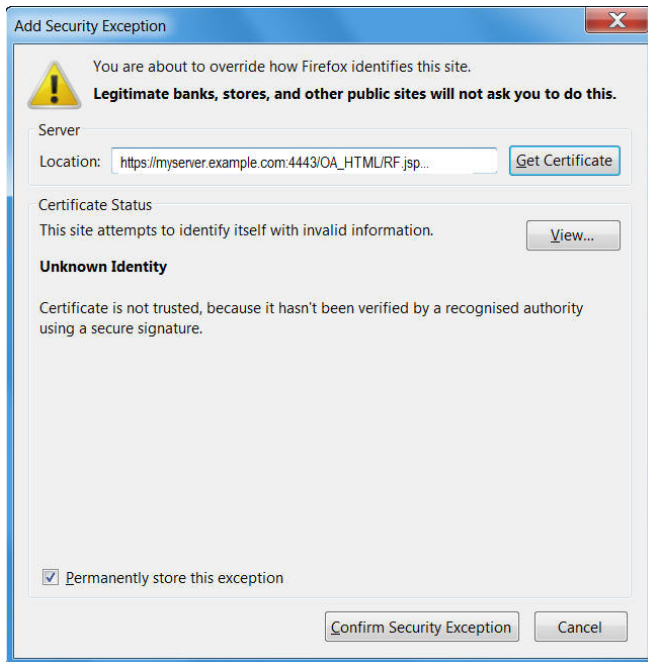 Add Security Exception
You are about to override how Firefox identifies this site.
Legitimate banks, stores, and other public sites will not ask you to do this.
Server
Location: https://myserver.example.com:4443/OA_HTML/RF.jsp... Get Certificate
Certificate Status
This site attempts to identify itself with invalid information. View...
Unknown Identity
Certificate is not trusted, because it hasn't been verified by a recognised authority
using a secure signature.
Permanently store this exception
Confirm Security Exception Cancel